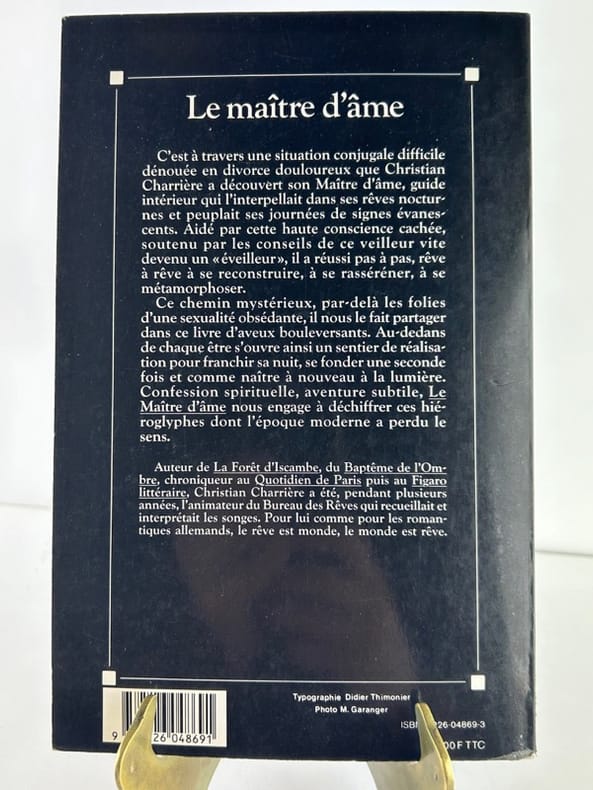 Le maître d'âme
C'est à travers une situation conjugale difficile
dénouée en divorce douloureux que Christian
Charrière a découvert son Maître d'âme, guide
intérieur qui l'interpellait dans ses rêves noctur-
nes et peuplait ses journées de signes évanes-
cents. Aidé par cette haute conscience cachée,
soutenu par les conseils de ce veilleur vite
devenu un «éveilleur», il a réussi pas à pas, rêve
à rêve à se reconstruire, à se rasséréner, à se
métamorphoser.
Ce chemin mystérieux, par-delà les folies
d'une sexualité obsédante, il nous le fait partager
dans ce livre d'aveux bouleversants. Au-dedans
de chaque être s'ouvre ainsi un sentier de réalisa-
tion pour franchir sa nuit, se fonder une seconde
fois et comme naître à nouveau à la lumière.
Confession spirituelle, aventure subtile, Le
Maître d'âme nous engage à déchiffrer ces hié-
roglyphes dont l'époque moderne a perdu le
sens.
Auteur de La Forêt d'Iscambe, du Baptême de l'Om-
bre, chroniqueur au Quotidien de Paris puis au Figaro
littéraire, Christian Charrière a été, pendant plusieurs
années, l'animateur du Bureau des Rêves qui recueillait et
interprétait les songes. Pour lui comme pour les roman-
tiques allemands, le rêve est monde, le monde est rêve.
Typographie Didier Thimonier
Photo M. Garanger
ISBN 226-04869-3
9 26 048691
00 F TTC